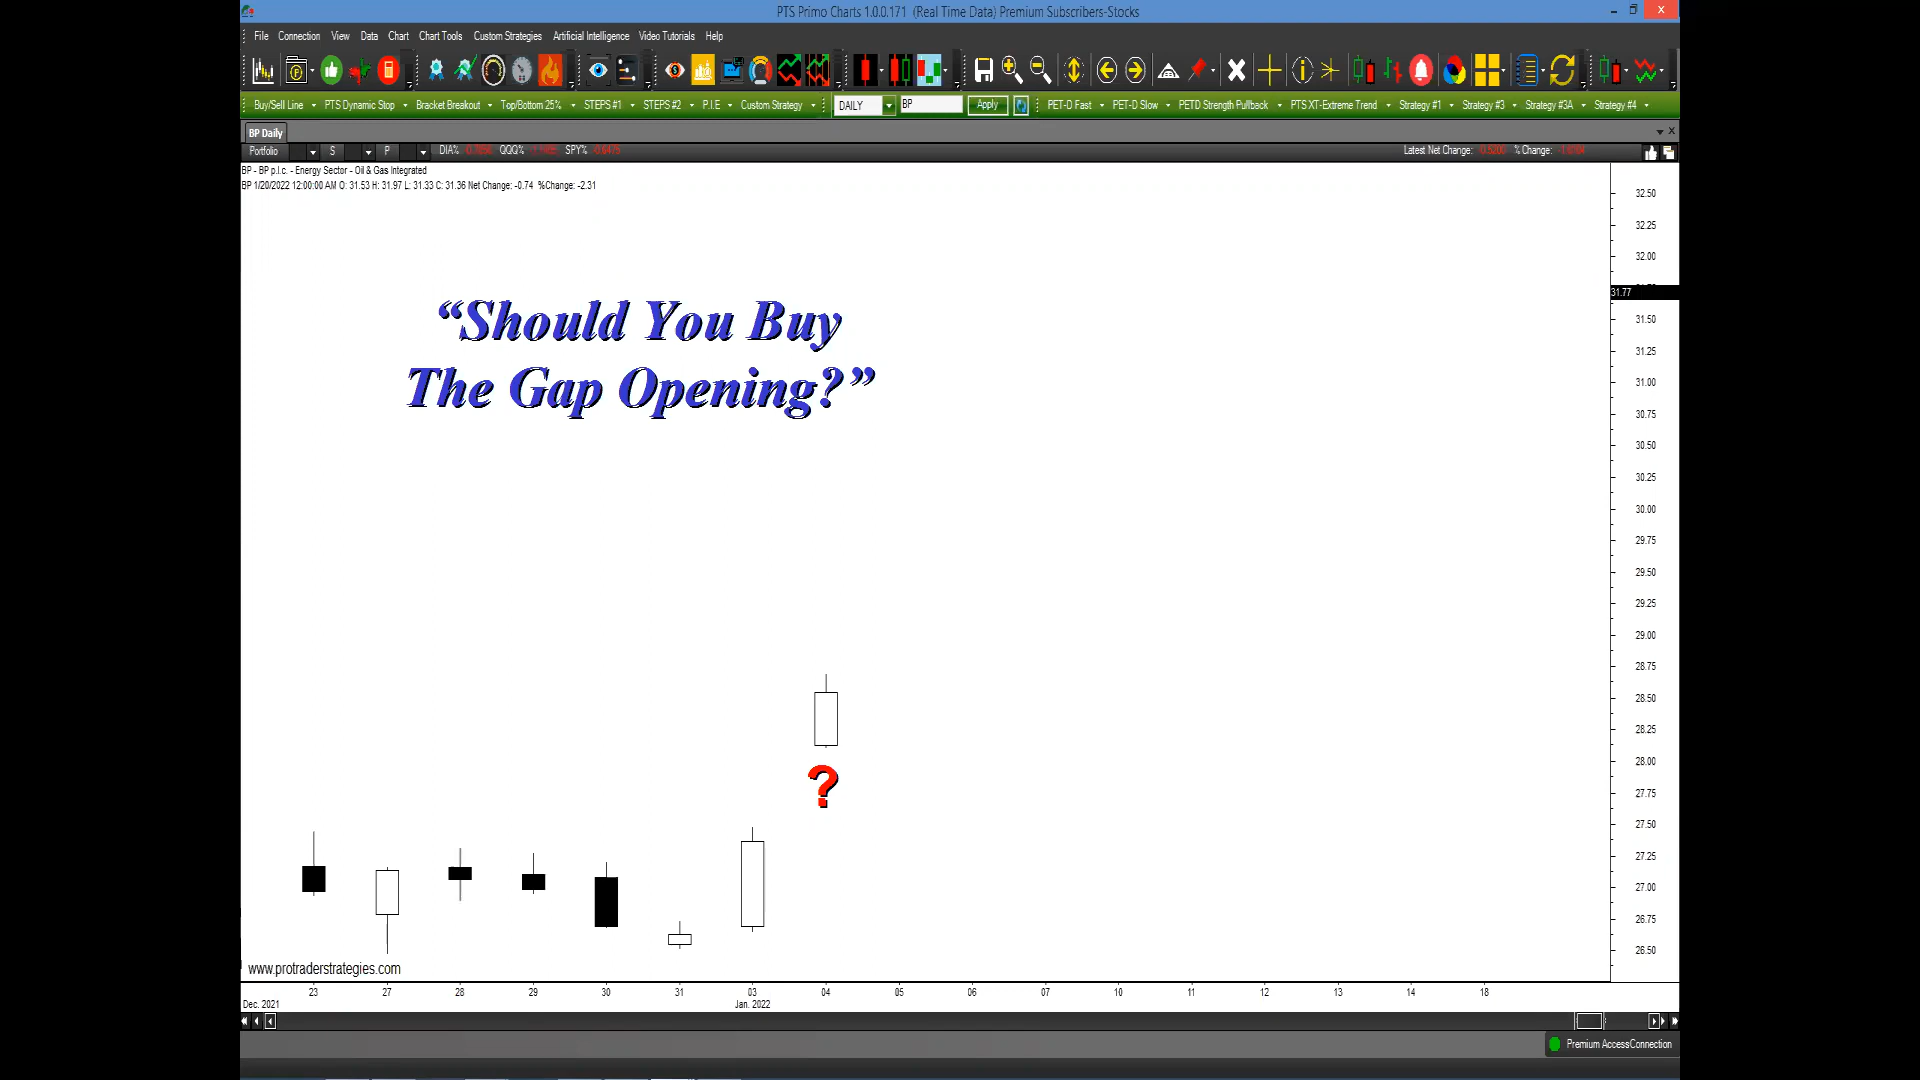 PTS Primo Charts 1.0.0.171 (Real Time Data) Premium Subscribers-Stocks
File Connection View Data Chart Chart Tools Custom Strategies Artificial Intelligence Video Tutorials Help
Buy/Sell Line PTS Dynamic Stop Bracket Breakout Top/Bottom 25% STEPS #1 STEPS #2 P.I.E Custom Strategy DAILY BP Apply PET-D Fast PET-D Slow PETD Strength Pullback PTS XT-Extreme Trend Strategy #1 Strategy #3 Strategy #3A Strategy #4
BP Daily
Portfolio S P DIA% QQQ% SPY% Latest Net Change: % Change:
BP - BP p.l.c. - Energy Sector - Oil & Gas Integrated
BP 1/20/2022 12:00:00 AM O: 31.53 H: 31.97 L: 31.33 C: 31.36 Net Change: -0.74 %Change: -2.31
“Should You Buy
The Gap Opening?”
?
32.50
32.25
32.00
31.77
31.50
31.25
31.00
30.75
30.50
30.25
30.00
29.75
29.50
29.25
29.00
28.75
28.50
28.25
28.00
27.75
27.50
27.25
27.00
26.75
26.50
www.protraderstrategies.com
23 27 28 29 30 31 03 04 05 06 07 10 11 12 13 14 18
Dec. 2021 Jan. 2022
Premium AccessConnection